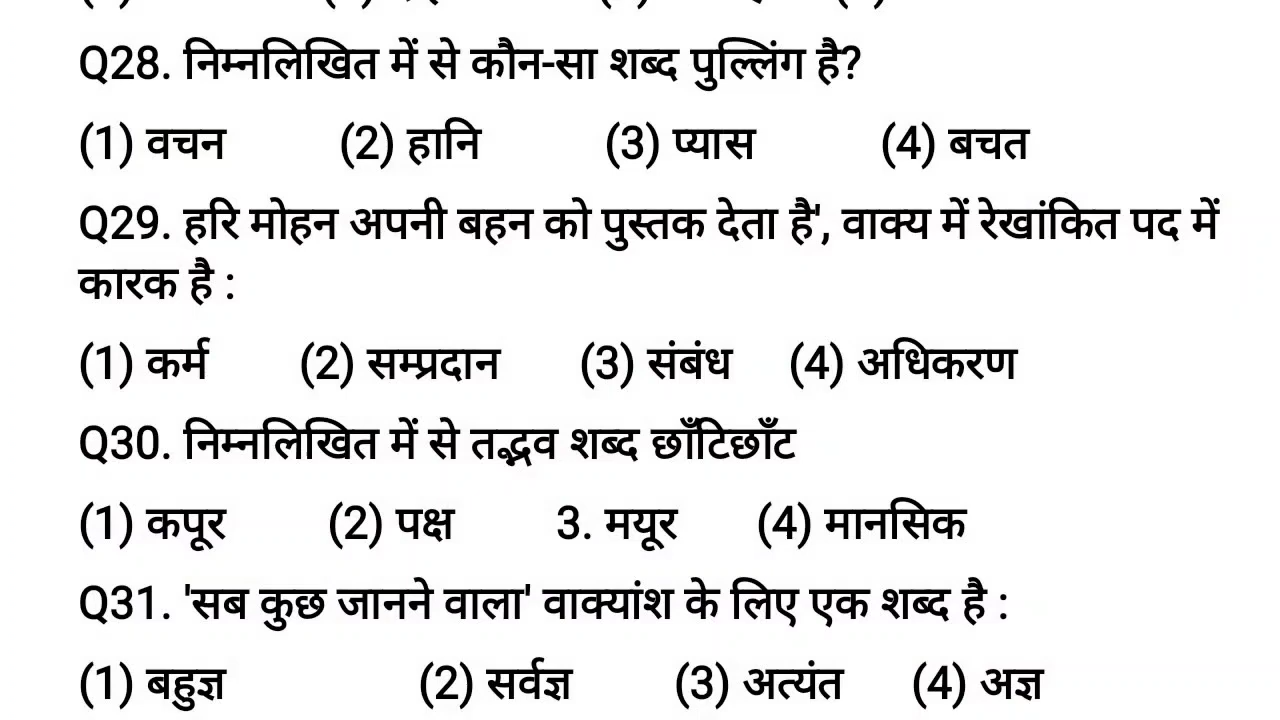 Q28. निम्नलिखित में से कौन-सा शब्द पुल्लिंग है?
(1) वचन (2) हानि (3) प्यास (4) बचत
Q29. हरि मोहन अपनी बहन को पुस्तक देता है', वाक्य में रेखांकित पद में
कारक है :
(1) कर्म (2) सम्प्रदान (3) संबंध (4) अधिकरण
Q30. निम्नलिखित में से तद्भव शब्द छाँटिछाँट
(1) कपूर (2) पक्ष 3. मयूर (4) मानसिक
Q31. 'सब कुछ जानने वाला' वाक्यांश के लिए एक शब्द है :
(1) बहुज्ञ (2) सर्वज्ञ (3) अत्यंत (4) अज्ञ